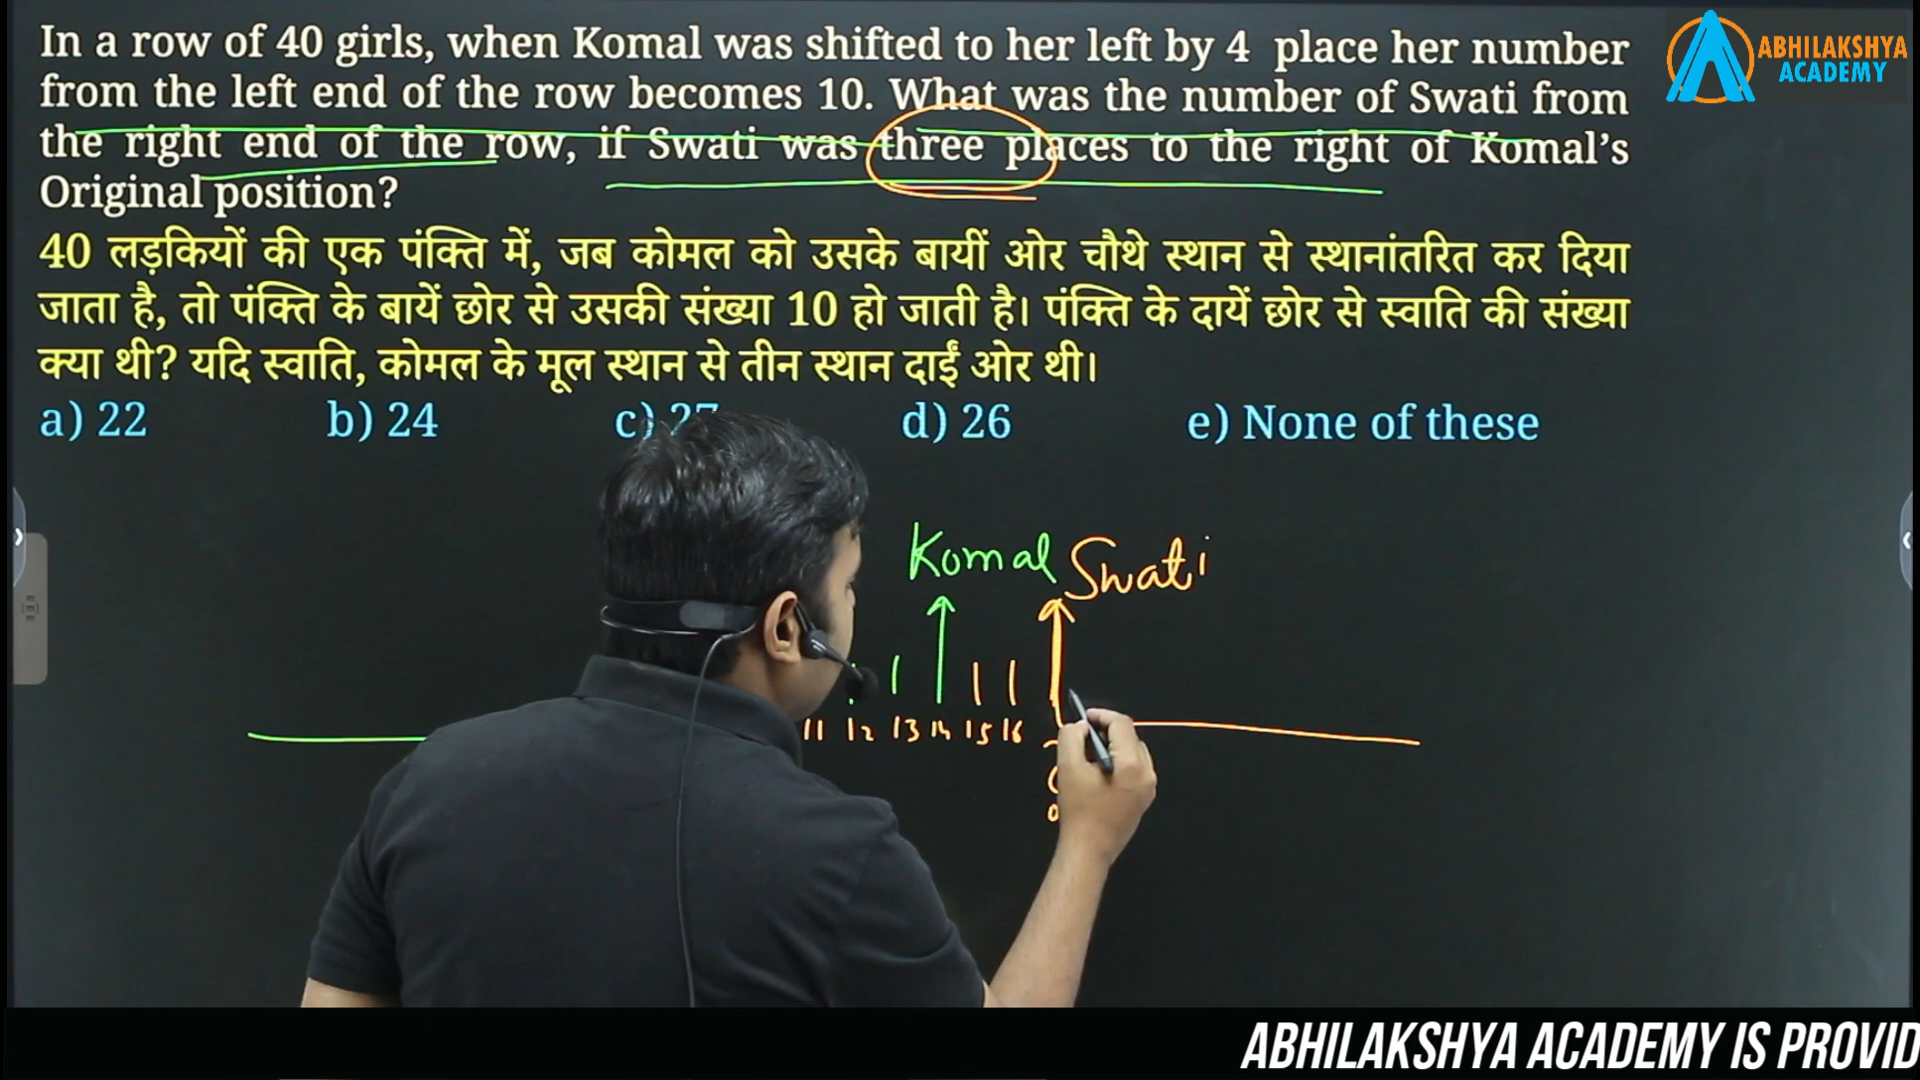 In a row of 40 girls, when Komal was shifted to her left by 4 place her number
from the left end of the row becomes 10. What was the number of Swati from
the right end of the row, if Swati was three places to the right of Komal's
Original position?
40 लड़कियों की एक पंक्ति में, जब कोमल को उसके बायीं ओर चौथे स्थान से स्थानांतरित कर दिया
जाता है, तो पंक्ति के बायें छोर से उसकी संख्या 10 हो जाती है। पंक्ति के दायें छोर से स्वाति की संख्या
क्या थी? यदि स्वाति, कोमल के मूल स्थान से तीन स्थान दाईं ओर थी।
a) 22 b) 24 c) 27 d) 26 e) None of these
ABHILAKSHYA
ACADEMY
Komal Swati
11 12 13 14 15 16
ABHILAKSHYA ACADEMY IS PROVID